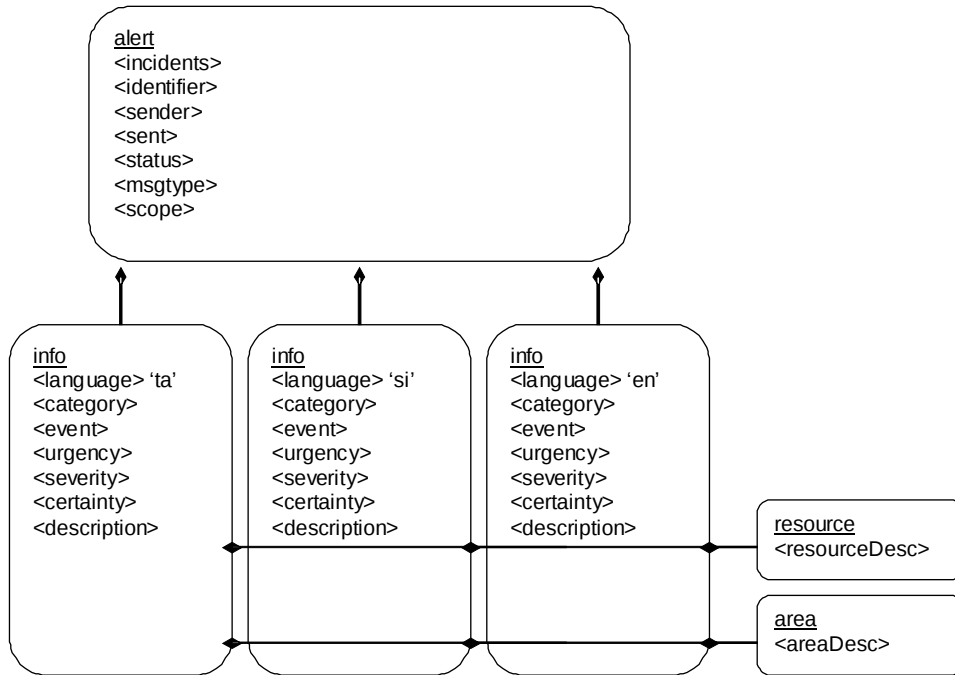 alert
<incidents>
<identifier>
<sender>
<sent>
<status>
<msgtype>
<scope>
info
<language> ‘ta’
<category>
<event>
<urgency>
<severity>
<certainty>
<description>
info
<language> ‘si’
<category>
<event>
<urgency>
<severity>
<certainty>
<description>
info
<language> ‘en’
<category>
<event>
<urgency>
<severity>
<certainty>
<description>
resource
<resourceDesc>
area
<areaDesc>